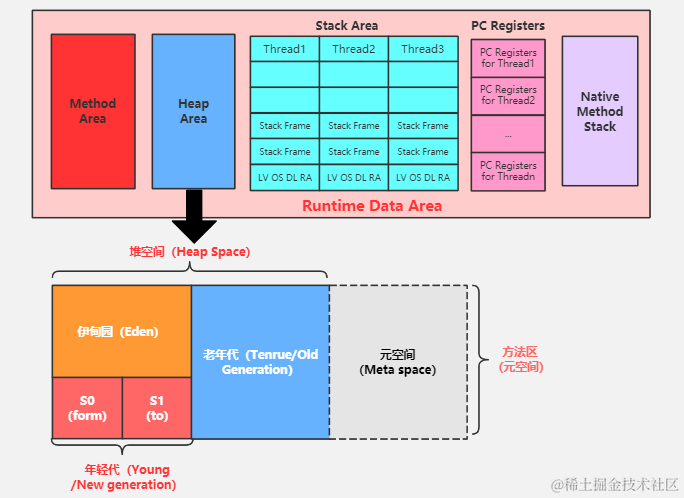 Stack Area
PC Registers
Method
Area
Heap
Area
Thread1
Thread2
Thread3
Stack Frame
Stack Frame
Stack Frame
Stack Frame
Stack Frame
Stack Frame
LV OS DL RA
LV OS DL RA
LV OS DL RA
PC Registers
for Thread1
PC Registers
for Thread2
...
PC Registers
for Threadn
Native
Method
Stack
Runtime Data Area
堆空间（Heap Space）
伊甸园（Eden）
S0
(form)
S1
(to)
老年代（Tenrue/Old
Generation）
元空间
（Meta space）
方法区
(元空间)
年轻代（Young
/New generation）
@稀土掘金技术社区